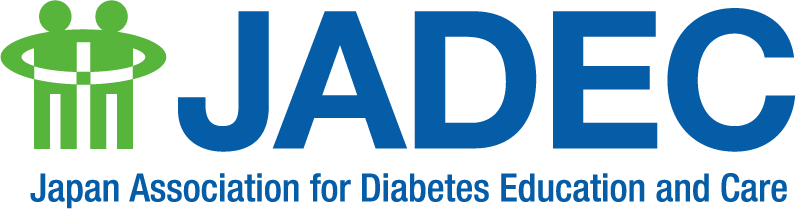 JADEC
Japan Association for Diabetes Education and Care